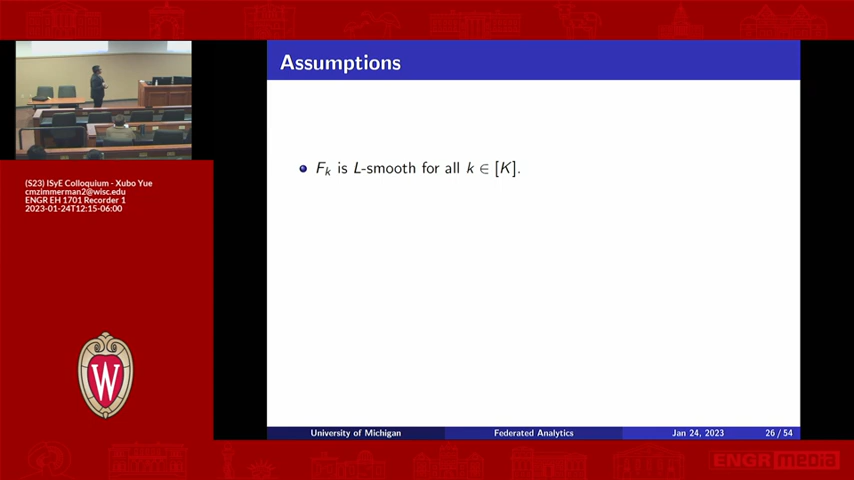 Assumptions
F_k is L-smooth for all k ∈ [K].
(S23) ISyE Colloquium - Xubo Yue
cmzimmerman2@wisc.edu
ENGR EH 1701 Recorder 1
2023-01-24T12:15-06:00
W
University of Michigan Federated Analytics Jan 24, 2023 26 / 54
ENGR media